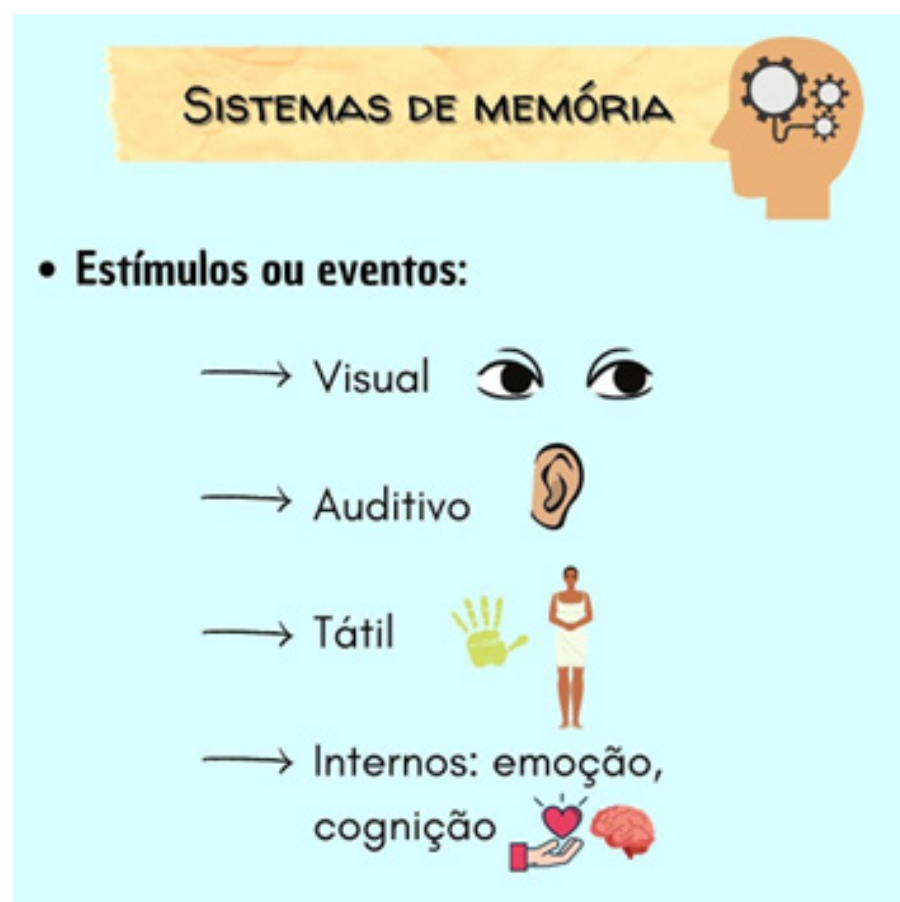 Sistemas de memória
• Estímulos ou eventos:
→ Visual
→ Auditivo
→ Tátil
→ Internos: emoção,
cognição